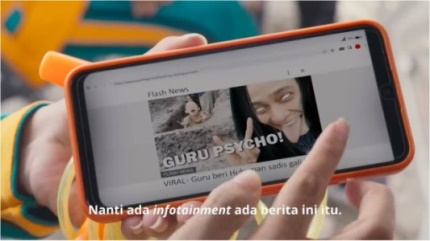 Flash News
GURU PSYCHO!
VIRAL- Guru beri Hukuman sadis gali
Nanti ada infotainment ada berita ini itu.